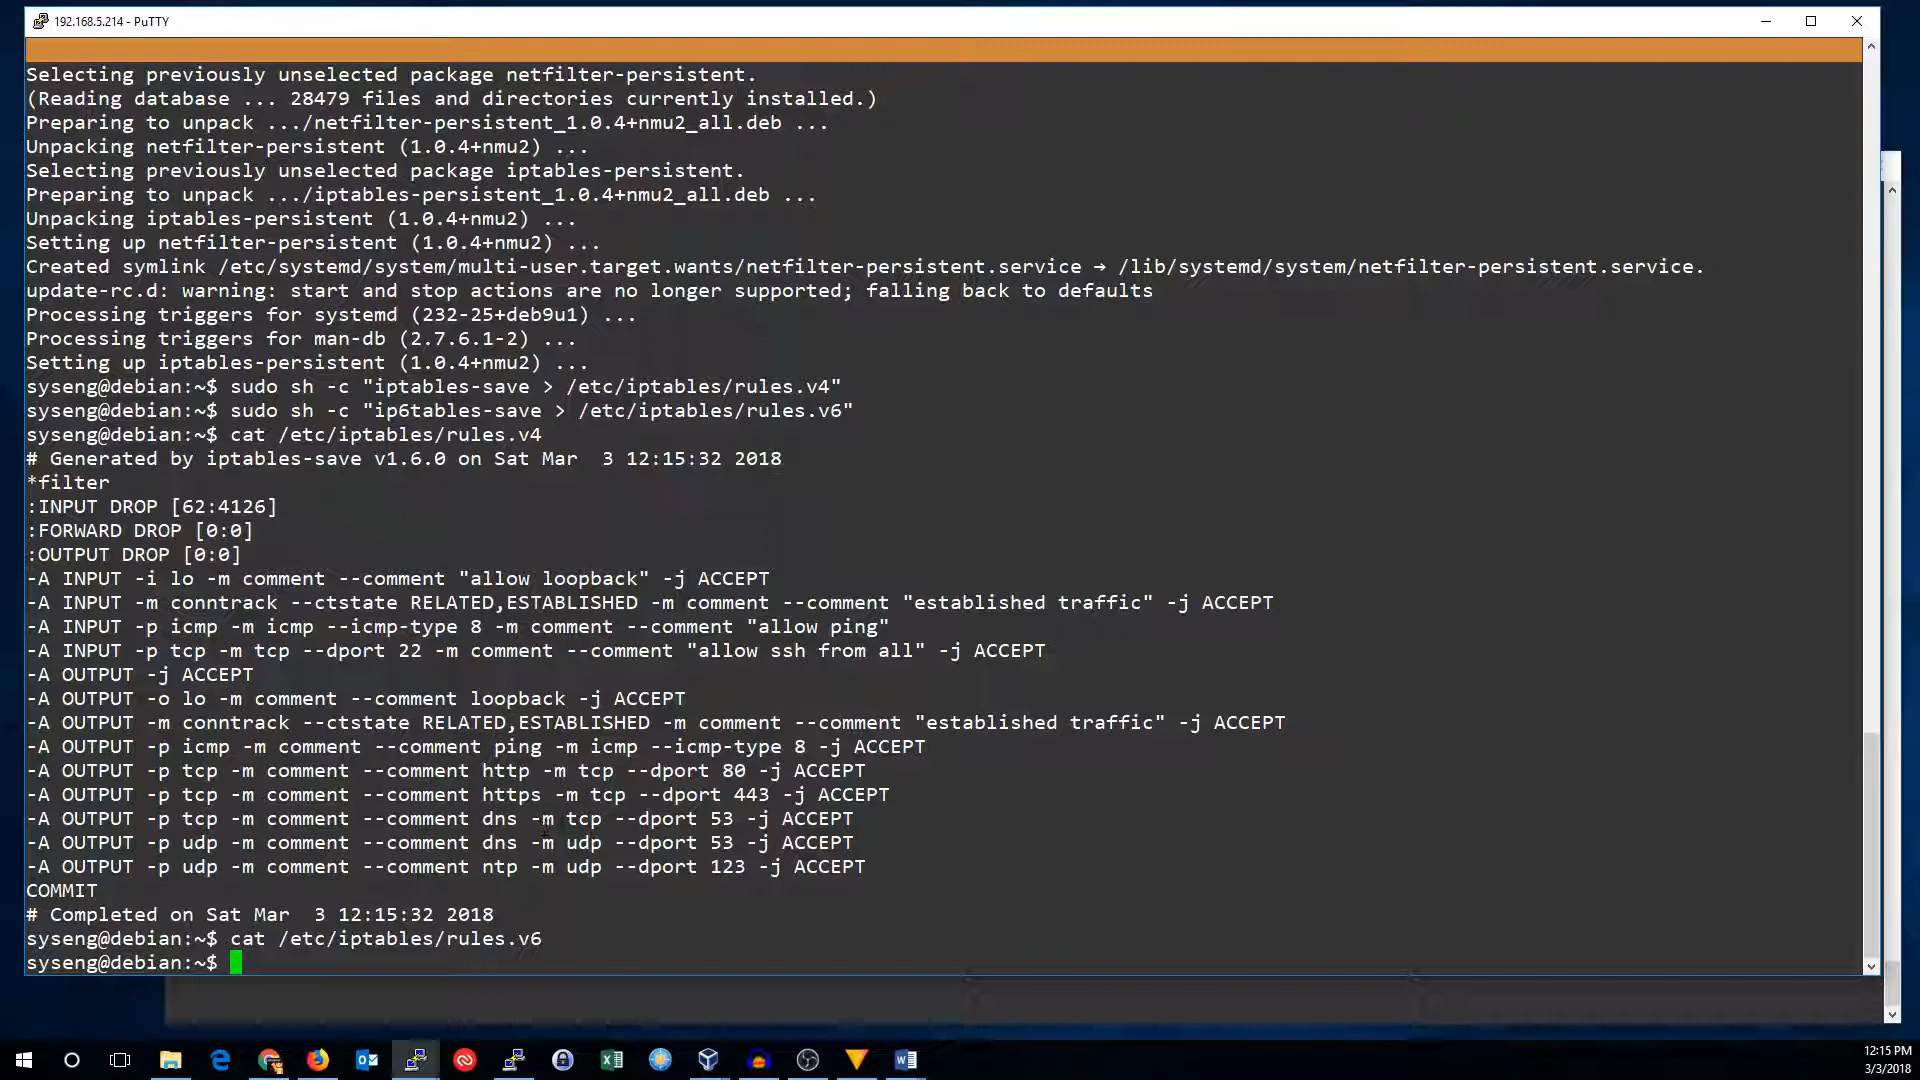 192.168.5.214 - PuTTY
Selecting previously unselected package netfilter-persistent.
(Reading database ... 28479 files and directories currently installed.)
Preparing to unpack .../netfilter-persistent_1.0.4+nmu2_all.deb ...
Unpacking netfilter-persistent (1.0.4+nmu2) ...
Selecting previously unselected package iptables-persistent.
Preparing to unpack .../iptables-persistent_1.0.4+nmu2_all.deb ...
Unpacking iptables-persistent (1.0.4+nmu2) ...
Setting up netfilter-persistent (1.0.4+nmu2) ...
Created symlink /etc/systemd/system/multi-user.target.wants/netfilter-persistent.service → /lib/systemd/system/netfilter-persistent.service.
update-rc.d: warning: start and stop actions are no longer supported; falling back to defaults
Processing triggers for systemd (232-25+deb9u1) ...
Processing triggers for man-db (2.7.6.1-2) ...
Setting up iptables-persistent (1.0.4+nmu2) ...
syseng@debian:~$ sudo sh -c "iptables-save > /etc/iptables/rules.v4"
syseng@debian:~$ sudo sh -c "ip6tables-save > /etc/iptables/rules.v6"
syseng@debian:~$ cat /etc/iptables/rules.v4
# Generated by iptables-save v1.6.0 on Sat Mar  3 12:15:32 2018
*filter
:INPUT DROP [62:4126]
:FORWARD DROP [0:0]
:OUTPUT DROP [0:0]
-A INPUT -i lo -m comment --comment "allow loopback" -j ACCEPT
-A INPUT -m conntrack --ctstate RELATED,ESTABLISHED -m comment --comment "established traffic" -j ACCEPT
-A INPUT -p icmp -m icmp --icmp-type 8 -m comment --comment "allow ping"
-A INPUT -p tcp -m tcp --dport 22 -m comment --comment "allow ssh from all" -j ACCEPT
-A OUTPUT -j ACCEPT
-A OUTPUT -o lo -m comment --comment loopback -j ACCEPT
-A OUTPUT -m conntrack --ctstate RELATED,ESTABLISHED -m comment --comment "established traffic" -j ACCEPT
-A OUTPUT -p icmp -m comment --comment ping -m icmp --icmp-type 8 -j ACCEPT
-A OUTPUT -p tcp -m comment --comment http -m tcp --dport 80 -j ACCEPT
-A OUTPUT -p tcp -m comment --comment https -m tcp --dport 443 -j ACCEPT
-A OUTPUT -p tcp -m comment --comment dns -m tcp --dport 53 -j ACCEPT
-A OUTPUT -p udp -m comment --comment dns -m udp --dport 53 -j ACCEPT
-A OUTPUT -p udp -m comment --comment ntp -m udp --dport 123 -j ACCEPT
COMMIT
# Completed on Sat Mar  3 12:15:32 2018
syseng@debian:~$ cat /etc/iptables/rules.v6
syseng@debian:~$
12:15 PM
3/3/2018